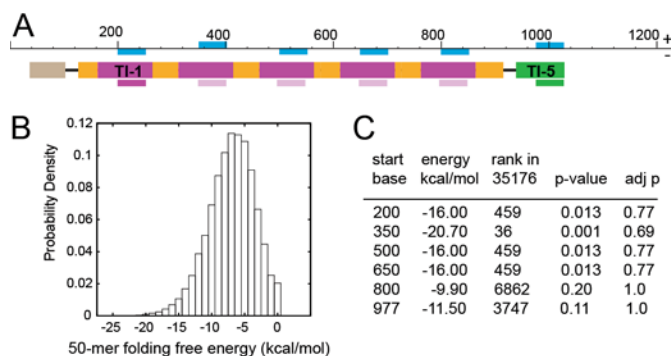 A
200 400 600 800 1000 1200 +
-
TI-1 TI-5
B
0.12
0.1
0.08
0.06
0.04
0.02
0
Probability Density
-25 -20 -15 -10 -5 0
50-mer folding free energy (kcal/mol)
C
start energy rank in
base kcal/mol 35176 p-value adj p
200 -16.00 459 0.013 0.77
350 -20.70 36 0.001 0.69
500 -16.00 459 0.013 0.77
650 -16.00 459 0.013 0.77
800 -9.90 6862 0.20 1.0
977 -11.50 3747 0.11 1.0